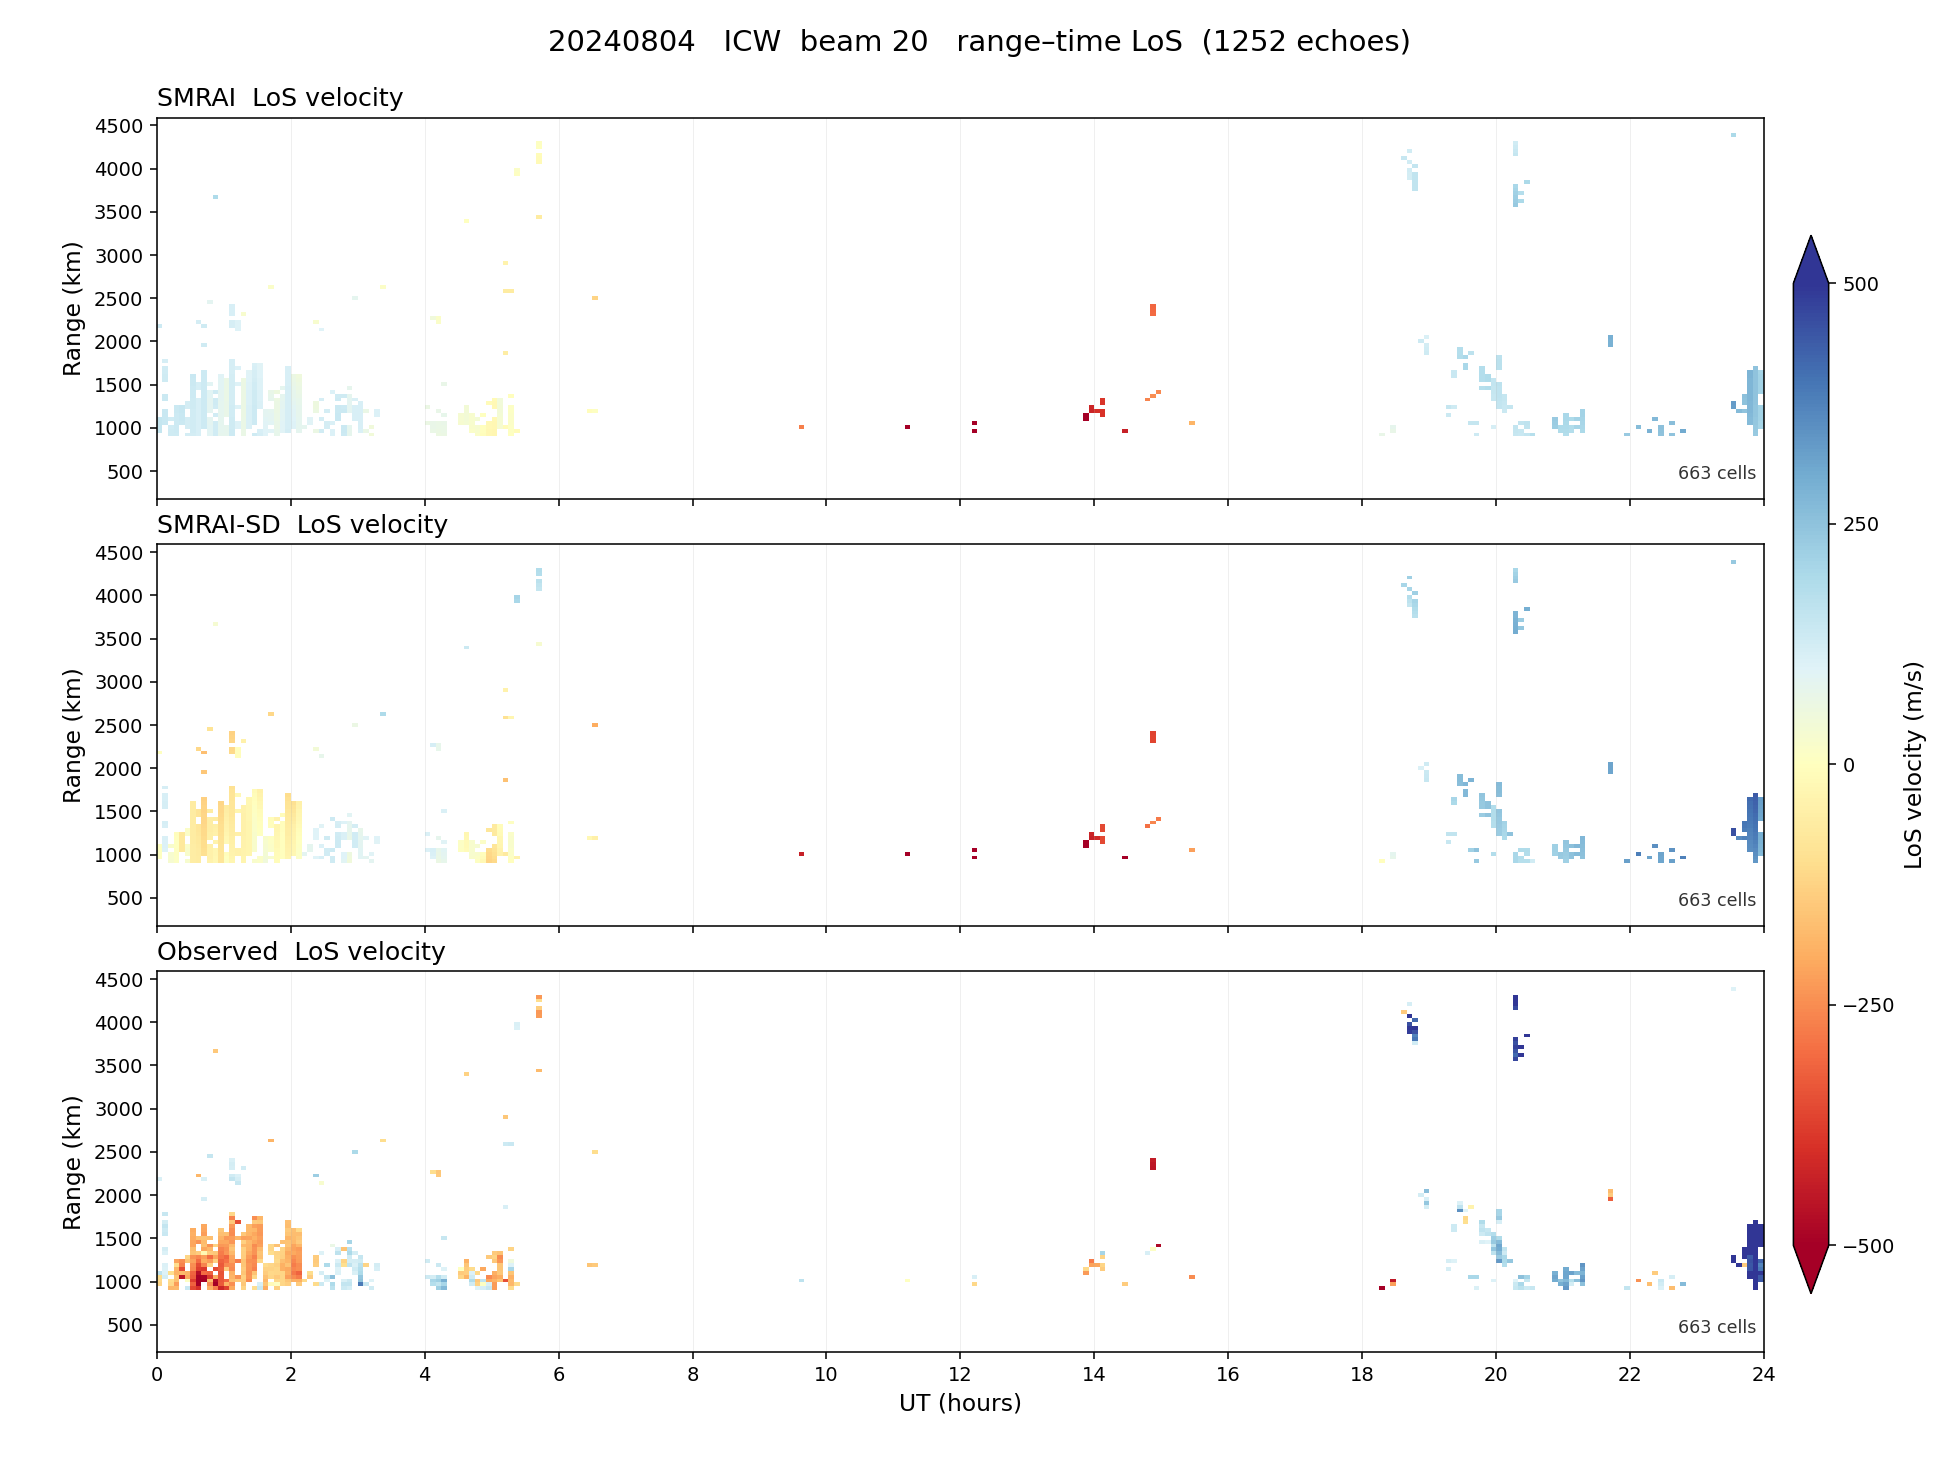 20240804   ICW  beam 20   range–time LoS  (1252 echoes)
SMRAI  LoS velocity
4500
4000
3500
3000
2500
2000
1500
1000
500
Range (km)
663 cells
SMRAI-SD  LoS velocity
4500
4000
3500
3000
2500
2000
1500
1000
500
Range (km)
663 cells
Observed  LoS velocity
4500
4000
3500
3000
2500
2000
1500
1000
500
Range (km)
663 cells
0 2 4 6 8 10 12 14 16 18 20 22 24
UT (hours)
500
250
0
−250
−500
LoS velocity (m/s)